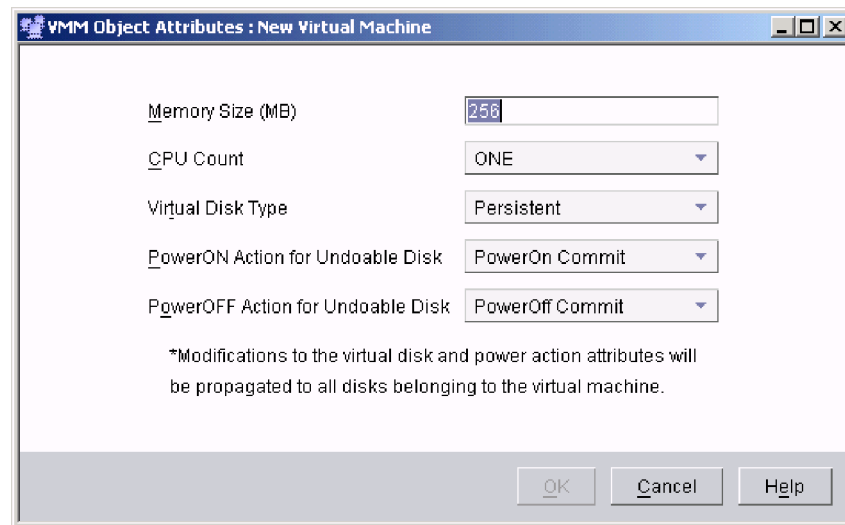 VMM Object Attributes : New Virtual Machine
Memory Size (MB) 256
CPU Count ONE
Virtual Disk Type Persistent
PowerON Action for Undoable Disk PowerOn Commit
PowerOFF Action for Undoable Disk PowerOff Commit
*Modifications to the virtual disk and power action attributes will
be propagated to all disks belonging to the virtual machine.
OK Cancel Help